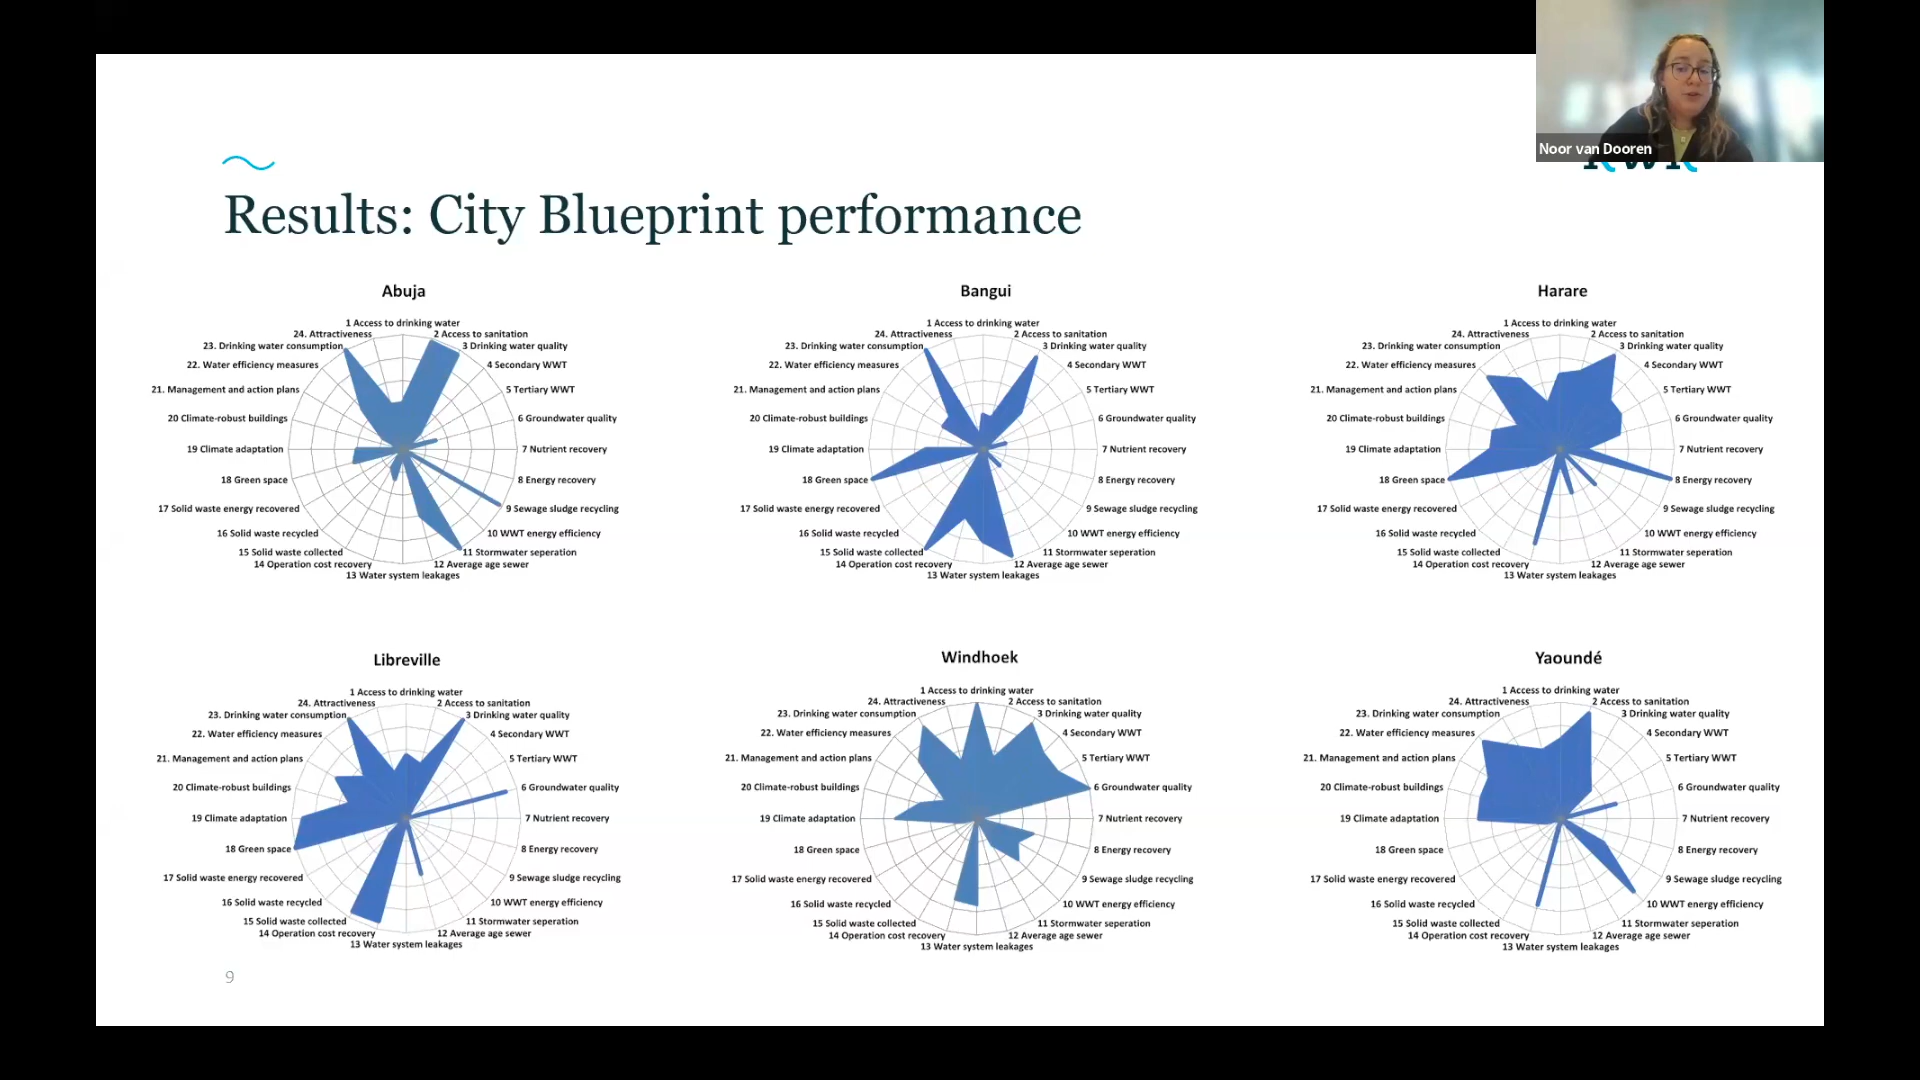 Noor van Dooren
Results: City Blueprint performance
Abuja
1 Access to drinking water
2 Access to sanitation
3 Drinking water quality
4 Secondary WWT
5 Tertiary WWT
6 Groundwater quality
7 Nutrient recovery
8 Energy recovery
9 Sewage sludge recycling
10 WWT energy efficiency
11 Stormwater seperation
12 Average age sewer
13 Water system leakages
14 Operation cost recovery
15 Solid waste collected
16 Solid waste recycled
17 Solid waste energy recovered
18 Green space
19 Climate adaptation
20 Climate-robust buildings
21. Management and action plans
22. Water efficiency measures
23. Drinking water consumption
24. Attractiveness
Bangui
1 Access to drinking water
2 Access to sanitation
3 Drinking water quality
4 Secondary WWT
5 Tertiary WWT
6 Groundwater quality
7 Nutrient recovery
8 Energy recovery
9 Sewage sludge recycling
10 WWT energy efficiency
11 Stormwater seperation
12 Average age sewer
13 Water system leakages
14 Operation cost recovery
15 Solid waste collected
16 Solid waste recycled
17 Solid waste energy recovered
18 Green space
19 Climate adaptation
20 Climate-robust buildings
21. Management and action plans
22. Water efficiency measures
23. Drinking water consumption
24. Attractiveness
Harare
1 Access to drinking water
2 Access to sanitation
3 Drinking water quality
4 Secondary WWT
5 Tertiary WWT
6 Groundwater quality
7 Nutrient recovery
8 Energy recovery
9 Sewage sludge recycling
10 WWT energy efficiency
11 Stormwater seperation
12 Average age sewer
13 Water system leakages
14 Operation cost recovery
15 Solid waste collected
16 Solid waste recycled
17 Solid waste energy recovered
18 Green space
19 Climate adaptation
20 Climate-robust buildings
21. Management and action plans
22. Water efficiency measures
23. Drinking water consumption
24. Attractiveness
Libreville
1 Access to drinking water
2 Access to sanitation
3 Drinking water quality
4 Secondary WWT
5 Tertiary WWT
6 Groundwater quality
7 Nutrient recovery
8 Energy recovery
9 Sewage sludge recycling
10 WWT energy efficiency
11 Stormwater seperation
12 Average age sewer
13 Water system leakages
14 Operation cost recovery
15 Solid waste collected
16 Solid waste recycled
17 Solid waste energy recovered
18 Green space
19 Climate adaptation
20 Climate-robust buildings
21. Management and action plans
22. Water efficiency measures
23. Drinking water consumption
24. Attractiveness
Windhoek
1 Access to drinking water
2 Access to sanitation
3 Drinking water quality
4 Secondary WWT
5 Tertiary WWT
6 Groundwater quality
7 Nutrient recovery
8 Energy recovery
9 Sewage sludge recycling
10 WWT energy efficiency
11 Stormwater seperation
12 Average age sewer
13 Water system leakages
14 Operation cost recovery
15 Solid waste collected
16 Solid waste recycled
17 Solid waste energy recovered
18 Green space
19 Climate adaptation
20 Climate-robust buildings
21. Management and action plans
22. Water efficiency measures
23. Drinking water consumption
24. Attractiveness
Yaoundé
1 Access to drinking water
2 Access to sanitation
3 Drinking water quality
4 Secondary WWT
5 Tertiary WWT
6 Groundwater quality
7 Nutrient recovery
8 Energy recovery
9 Sewage sludge recycling
10 WWT energy efficiency
11 Stormwater seperation
12 Average age sewer
13 Water system leakages
14 Operation cost recovery
15 Solid waste collected
16 Solid waste recycled
17 Solid waste energy recovered
18 Green space
19 Climate adaptation
20 Climate-robust buildings
21. Management and action plans
22. Water efficiency measures
23. Drinking water consumption
24. Attractiveness
9